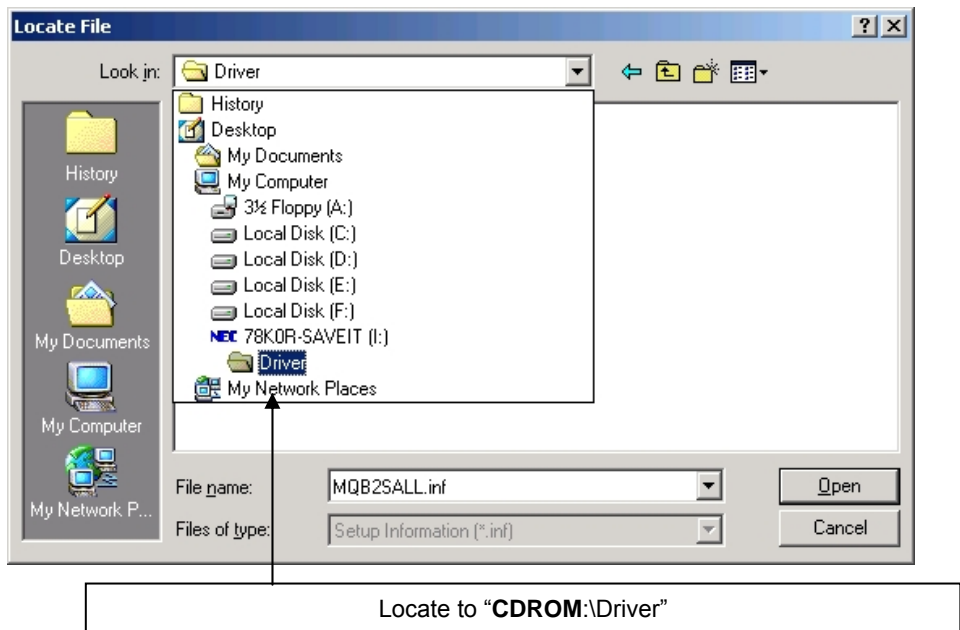 Locate File
Look in: Driver
History
Desktop
My Documents
My Computer
3½ Floppy (A:)
Local Disk (C:)
Local Disk (D:)
Local Disk (E:)
Local Disk (F:)
NEC 78K0R-SAVEIT (I:)
Driver
My Network Places
History
Desktop
My Documents
My Computer
My Network P...
File name: MQB2SALL.inf Open
Files of type: Setup Information (*.inf) Cancel
Locate to “CDROM:\Driver”